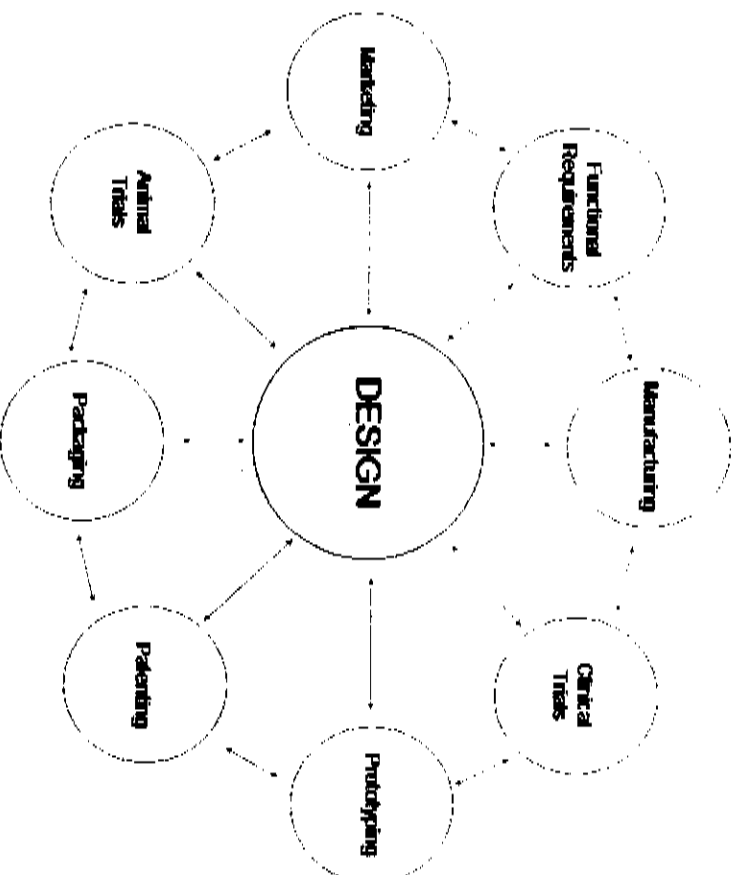 Manufacturing
Functional
Requirements
Clinical
Trials
Marketing
DESIGN
Prototyping
Animal
Trials
Patenting
Packaging